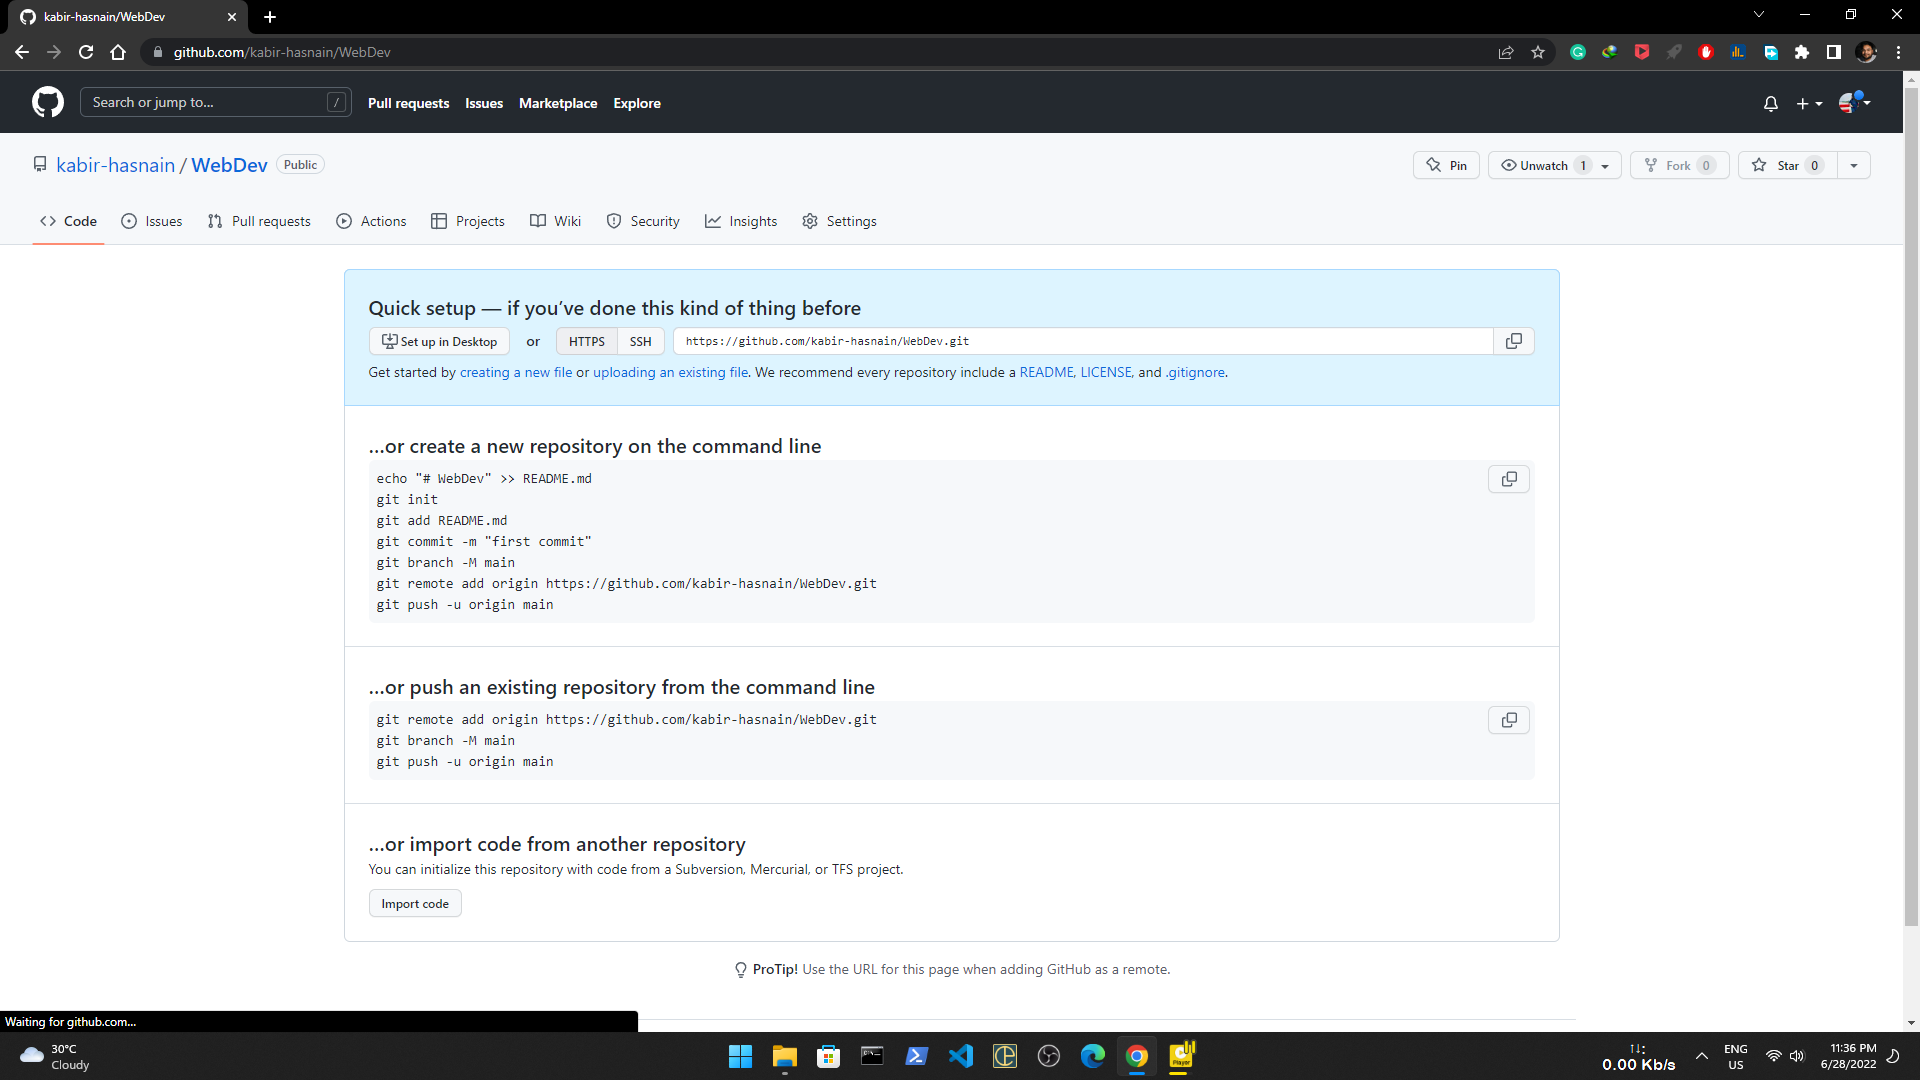 kabir-hasnain/WebDev
github.com/kabir-hasnain/WebDev
Search or jump to... /
Pull requests Issues Marketplace Explore
kabir-hasnain / WebDev Public
Pin Unwatch 1 Fork 0 Star 0
Code Issues Pull requests Actions Projects Wiki Security Insights Settings
Quick setup — if you've done this kind of thing before
Set up in Desktop or HTTPS SSH https://github.com/kabir-hasnain/WebDev.git
Get started by creating a new file or uploading an existing file. We recommend every repository include a README, LICENSE, and .gitignore.
…or create a new repository on the command line
echo "# WebDev" >> README.md
git init
git add README.md
git commit -m "first commit"
git branch -M main
git remote add origin https://github.com/kabir-hasnain/WebDev.git
git push -u origin main
…or push an existing repository from the command line
git remote add origin https://github.com/kabir-hasnain/WebDev.git
git branch -M main
git push -u origin main
…or import code from another repository
You can initialize this repository with code from a Subversion, Mercurial, or TFS project.
Import code
ProTip! Use the URL for this page when adding GitHub as a remote.
Waiting for github.com...
30°C
Cloudy
0.00 Kb/s
ENG
US
11:36 PM
6/28/2022